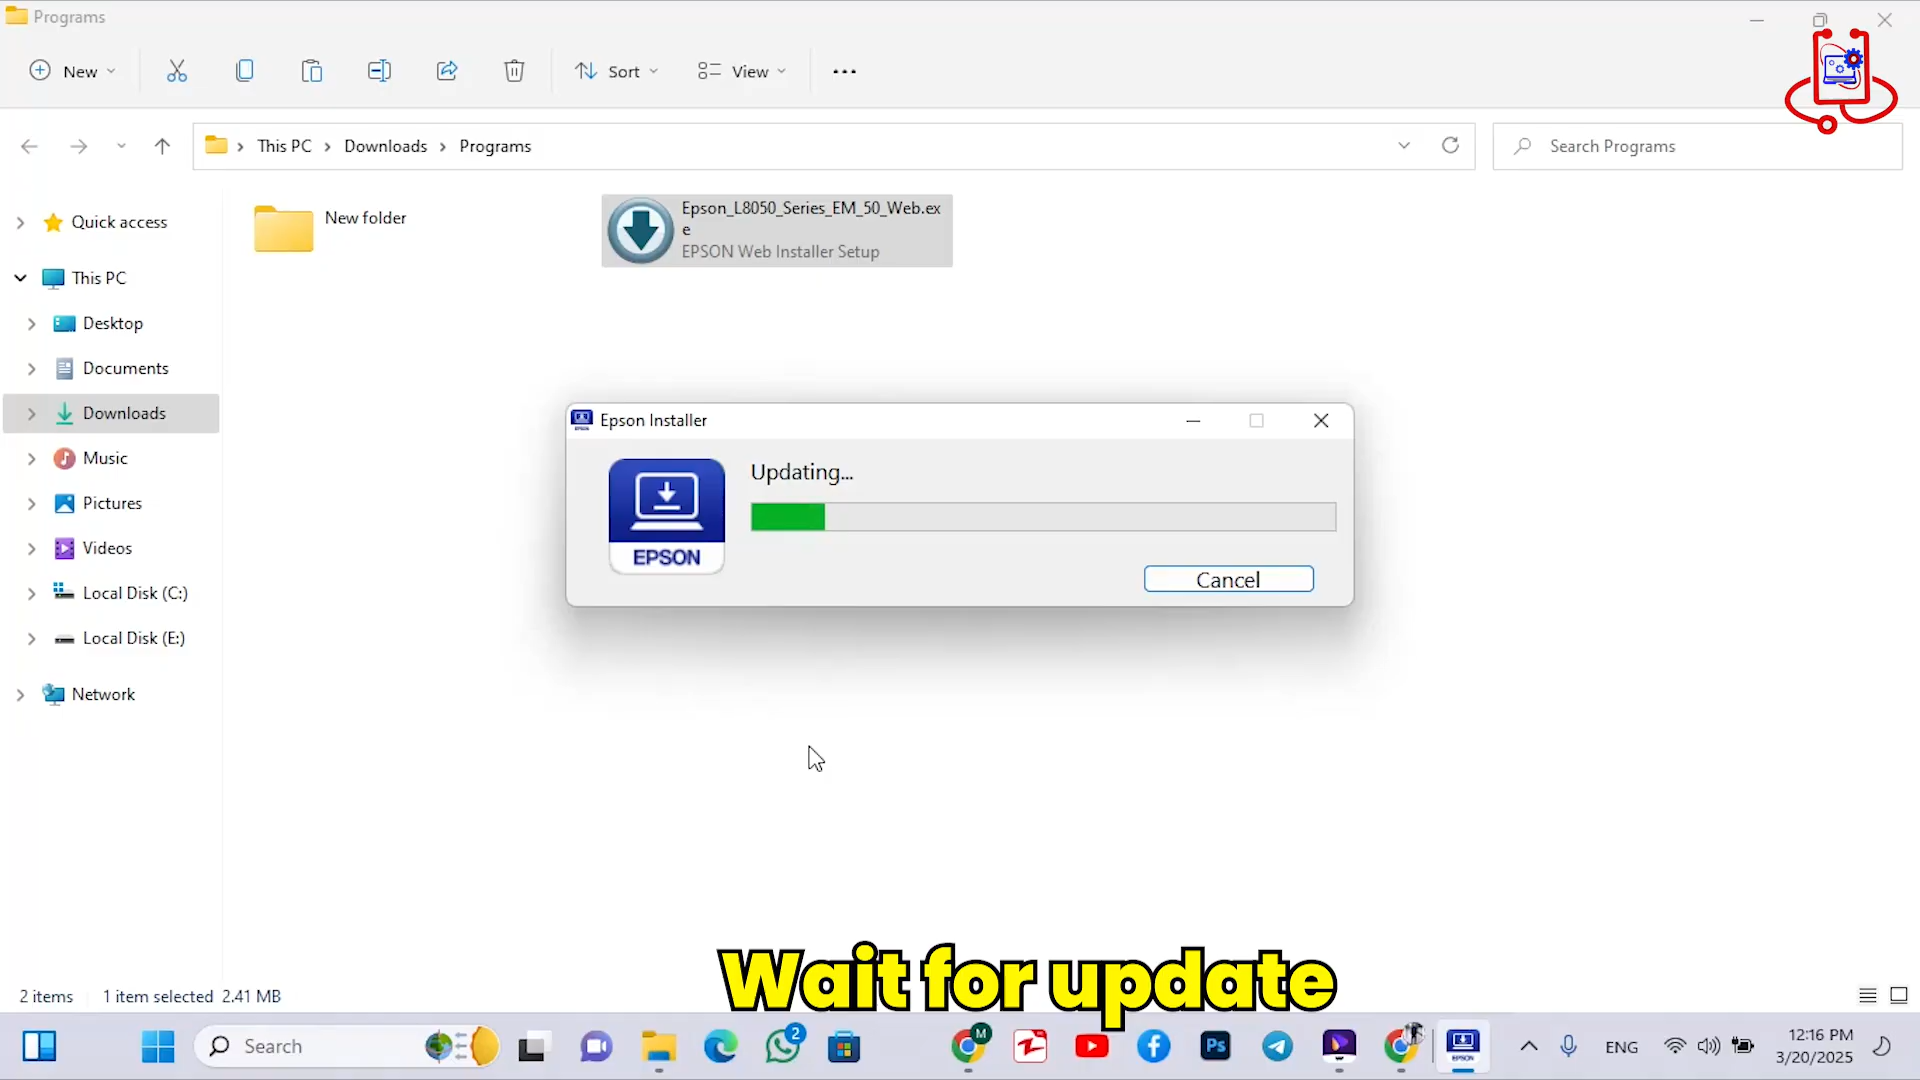 Programs
New
Sort
View
This PC
Downloads
Programs
Search Programs
Quick access
This PC
Desktop
Documents
Downloads
Music
Pictures
Videos
Local Disk (C:)
Local Disk (E:)
Network
New folder
Epson_L8050_Series_EM_50_Web.ex
e
EPSON Web Installer Setup
Epson Installer
Updating...
EPSON
Cancel
Wait for update
2 items
1 item selected
2.41 MB
Search
2
M
Ps
EPSON
ENG
12:16 PM
3/20/2025